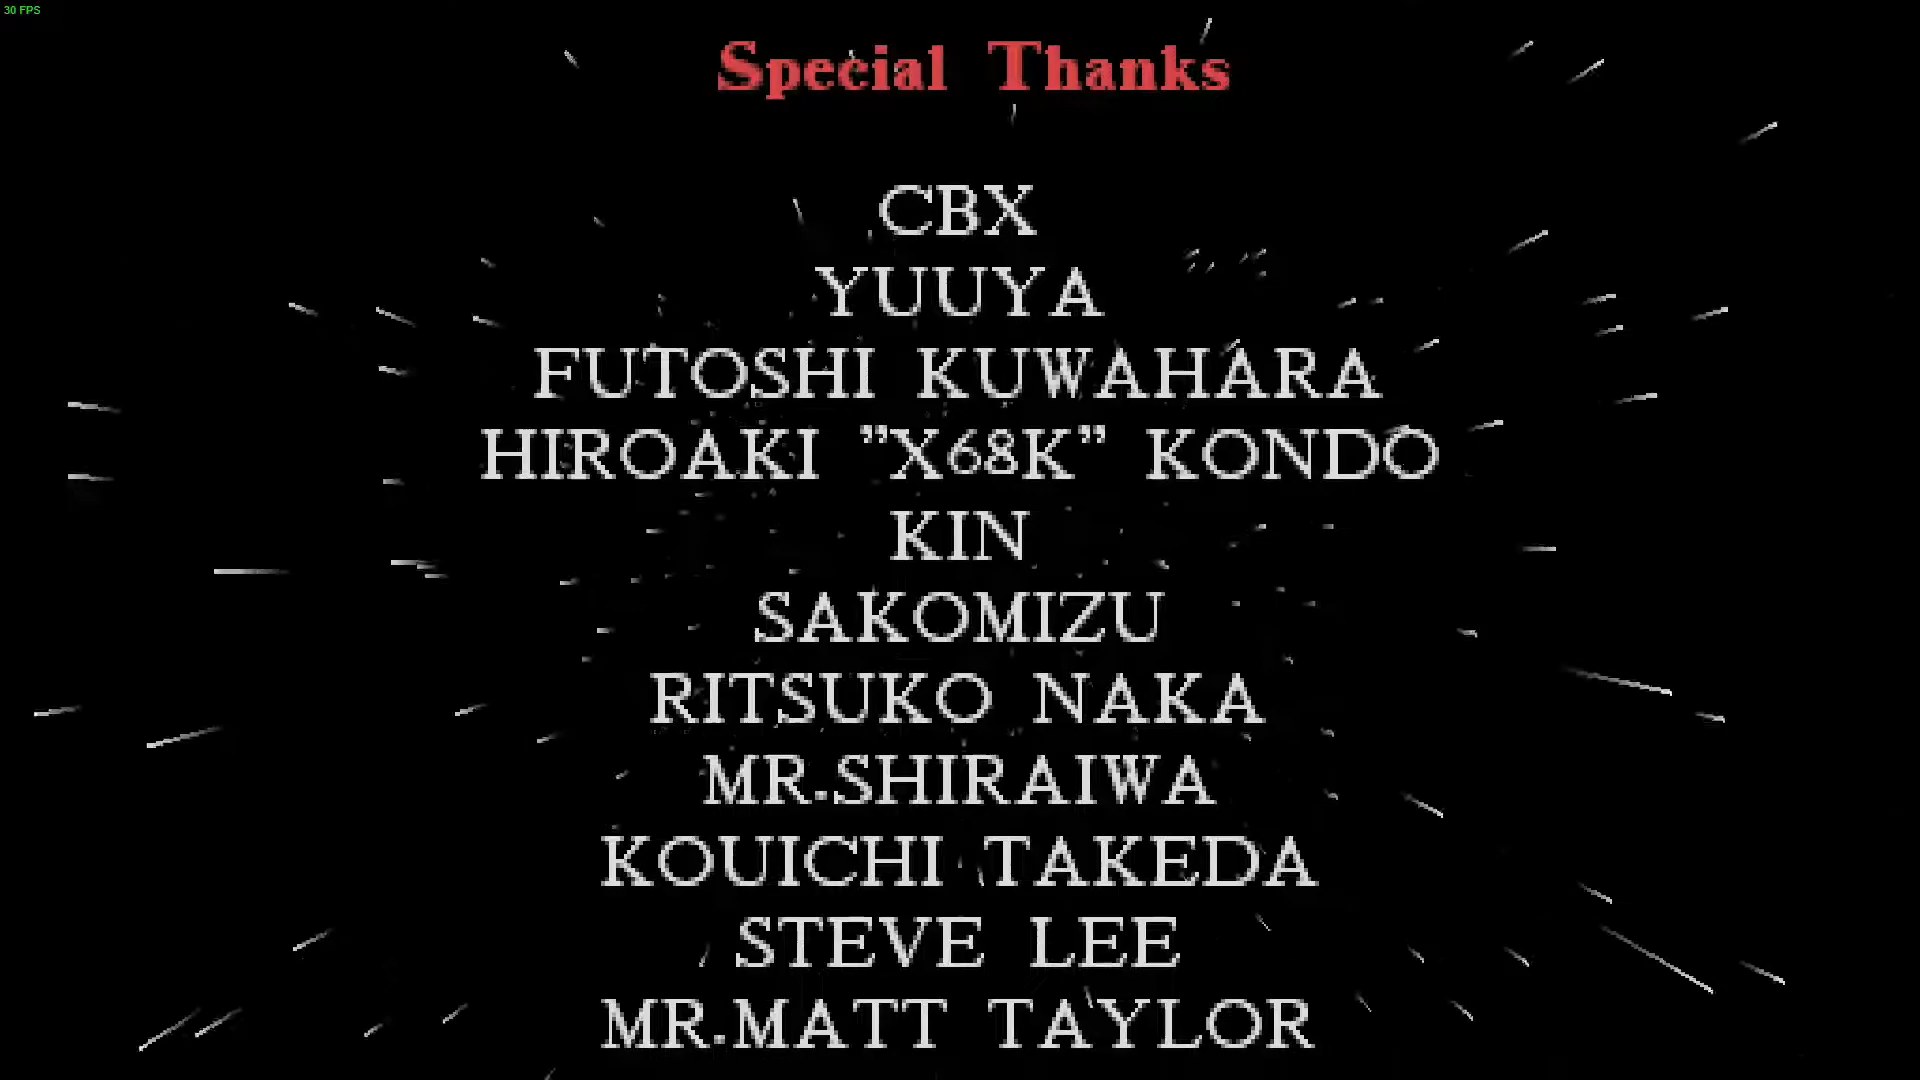 30 FPS
Special Thanks
CBX
YUUYA
FUTOSHI KUWAHARA
HIROAKI ”X68K” KONDO
KIN
SAKOMIZU
RITSUKO NAKA
MR.SHIRAIWA
KOUICHI TAKEDA
STEVE LEE
MR.MATT TAYLOR